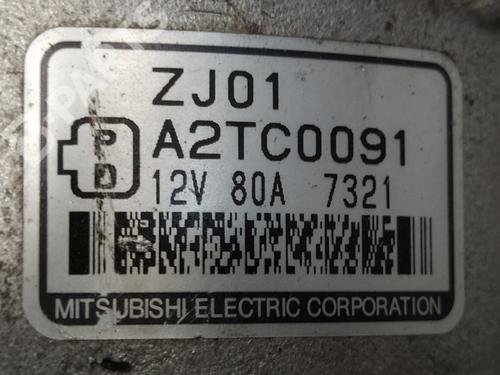 ZJ01
P
D
A2TC0091
12V 80A 7321
MITSUBISHI ELECTRIC CORPORATION